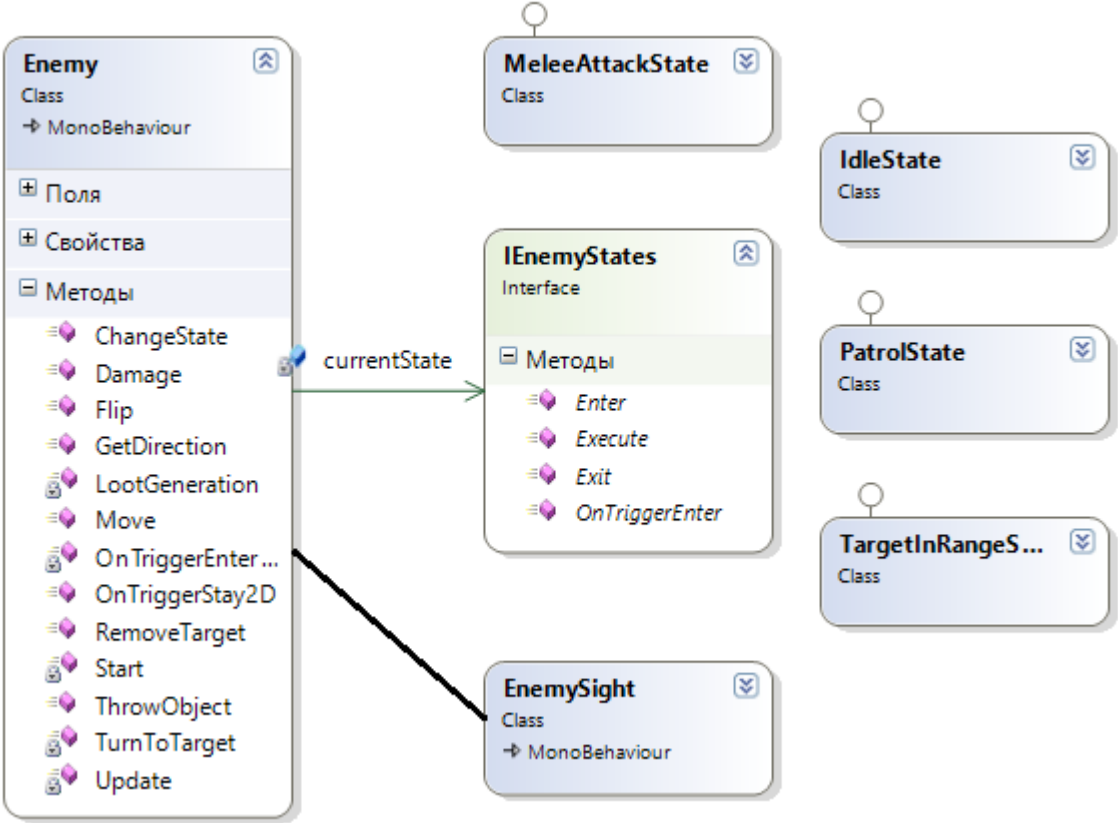 Enemy
Class
MonoBehaviour
Поля
Свойства
Методы
ChangeState
Damage
Flip
GetDirection
LootGeneration
Move
OnTriggerEnter...
OnTriggerStay2D
RemoveTarget
Start
ThrowObject
TurnToTarget
Update
currentState
MeleeAttackState
Class
IEnemyStates
Interface
Методы
Enter
Execute
Exit
OnTriggerEnter
EnemySight
Class
MonoBehaviour
IdleState
Class
PatrolState
Class
TargetInRangeS...
Class